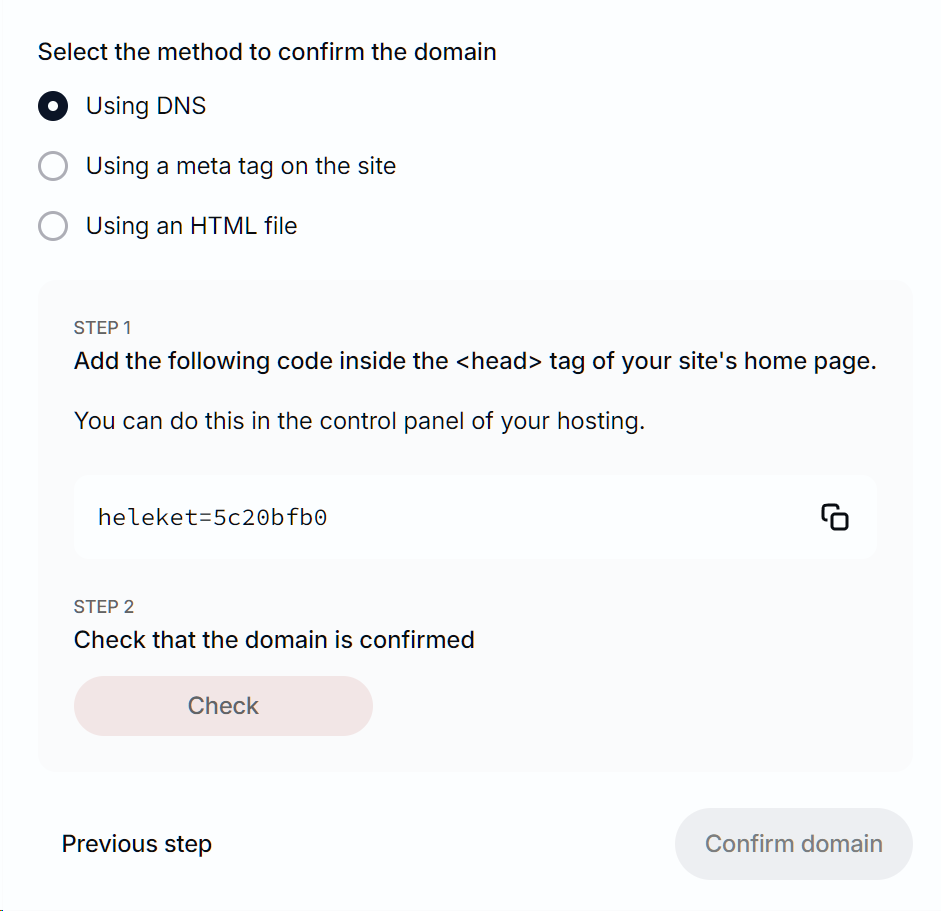 Select the method to confirm the domain
Using DNS
Using a meta tag on the site
Using an HTML file
STEP 1
Add the following code inside the <head> tag of your site's home page.
You can do this in the control panel of your hosting.
heleket=5c20bfb0
STEP 2
Check that the domain is confirmed
Check
Previous step
Confirm domain